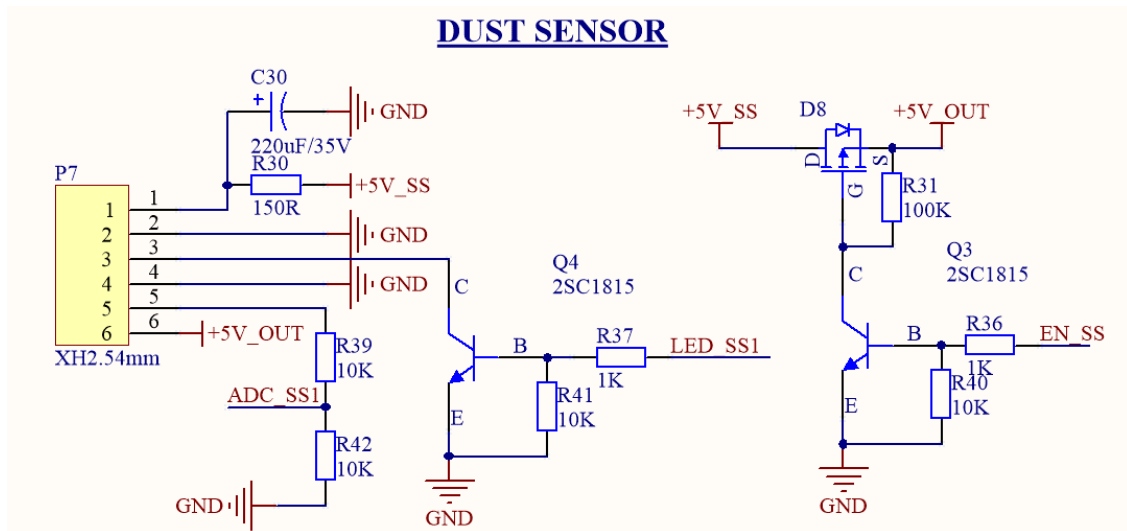 DUST SENSOR
C30
+
GND
220uF/35V
R30
+5V_SS
150R
P7
1 1
2 2
GND
3 3
4 4
GND
5 5
6 6
+5V_OUT
XH2.54mm
R39
10K
ADC_SS1
R42
10K
GND
Q4
2SC1815
C
B
E
R37
1K
LED_SS1
R41
10K
GND
+5V_SS
D8
+5V_OUT
D
S
G
R31
100K
Q3
2SC1815
C
B
E
R36
1K
EN_SS
R40
10K
GND